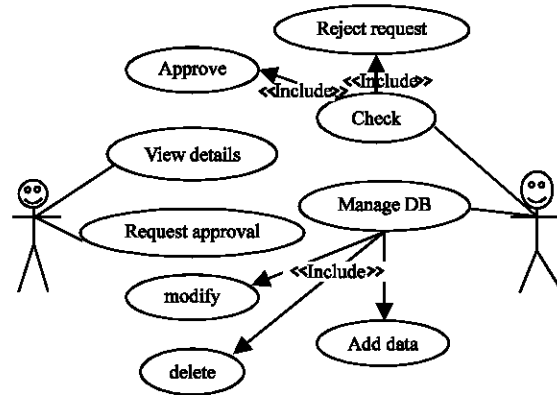 Reject request
Approve
<<Include>>
<<Include>>
Check
View details
Manage DB
Request approval
<<Include>>
modify
Add data
delete